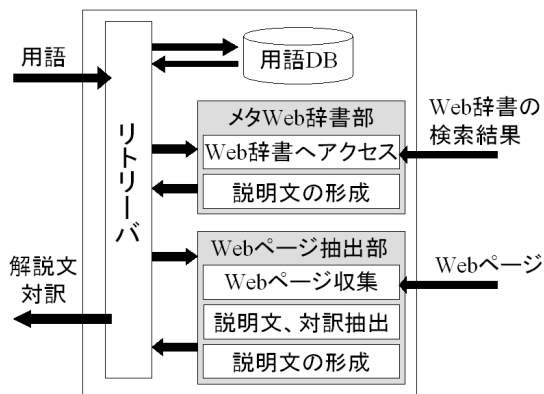 用語
リトリーバ
用語DB
メタWeb辞書部
Web辞書へアクセス
説明文の形成
Web辞書の
検索結果
Webページ抽出部
Webページ収集
説明文、対訳抽出
説明文の形成
Webページ
解説文
対訳